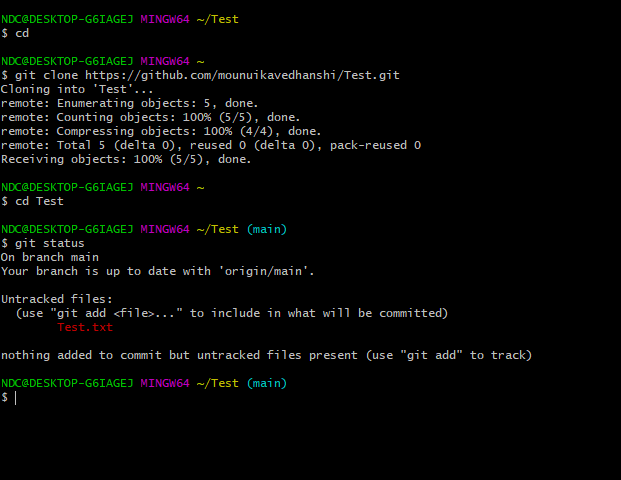 NDC@DESKTOP-G6IAGEJ MINGW64 ~/Test
$ cd
NDC@DESKTOP-G6IAGEJ MINGW64 ~
$ git clone https://github.com/mounuikavedhanshi/Test.git
Cloning into 'Test'...
remote: Enumerating objects: 5, done.
remote: Counting objects: 100% (5/5), done.
remote: Compressing objects: 100% (4/4), done.
remote: Total 5 (delta 0), reused 0 (delta 0), pack-reused 0
Receiving objects: 100% (5/5), done.
NDC@DESKTOP-G6IAGEJ MINGW64 ~
$ cd Test
NDC@DESKTOP-G6IAGEJ MINGW64 ~/Test (main)
$ git status
On branch main
Your branch is up to date with 'origin/main'.
Untracked files:
  (use "git add <file>..." to include in what will be committed)
        Test.txt
nothing added to commit but untracked files present (use "git add" to track)
NDC@DESKTOP-G6IAGEJ MINGW64 ~/Test (main)
$